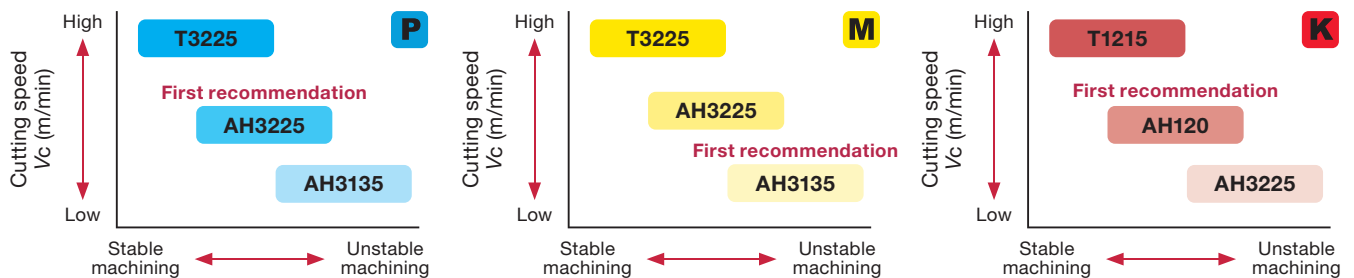 Cutting speed
Vc (m/min)
High
Low
P
T3225
First recommendation
AH3225
AH3135
Stable
machining
Unstable
machining
Cutting speed
Vc (m/min)
High
Low
M
T3225
AH3225
First recommendation
AH3135
Stable
machining
Unstable
machining
Cutting speed
Vc (m/min)
High
Low
K
T1215
First recommendation
AH120
AH3225
Stable
machining
Unstable
machining